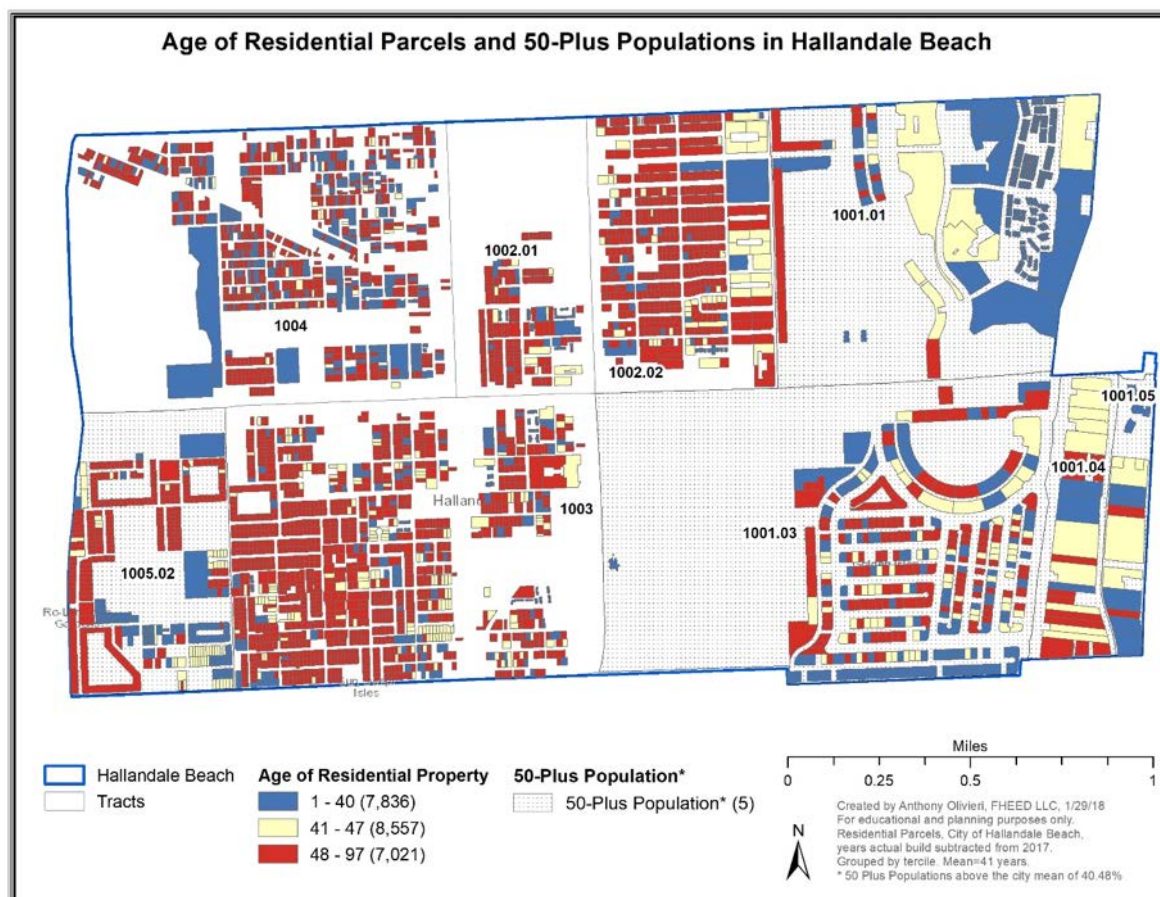 Age of Residential Parcels and 50-Plus Populations in Hallandale Beach
1001.01
1002.01
1004
1002.02
1001.05
1001.04
1003
1001.03
1005.02
Isles
Hallandale Beach
Tracts
Age of Residential Property
1 - 40 (7,836)
41 - 47 (8,557)
48 - 97 (7,021)
50-Plus Population*
50-Plus Population* (5)
Miles
0 0.25 0.5 1
N
Created by Anthony Olivieri, FHEED LLC, 1/29/18
For educational and planning purposes only.
Residential Parcels, City of Hallandale Beach,
years actual build subtracted from 2017.
Grouped by tercile. Mean=41 years.
* 50 Plus Populations above the city mean of 40.48%